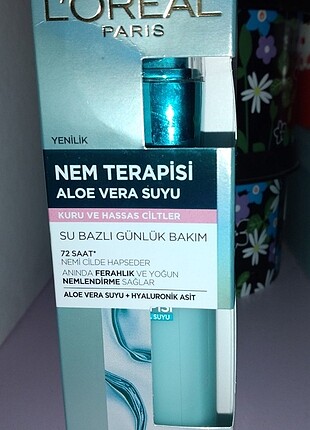 L'ORÉAL
PARIS
YENİLİK
NEM TERAPİSİ
ALOE VERA SUYU
KURU VE HASSAS CİLTLER
SU BAZLI GÜNLÜK BAKIM
72 SAAT*
NEMİ CİLDE HAPSEDER
ANINDA FERAHLIK VE YOĞUN
NEMLENDİRME SAĞLAR
ALOE VERA SUYU + HYALURONİK ASİT
SUYU